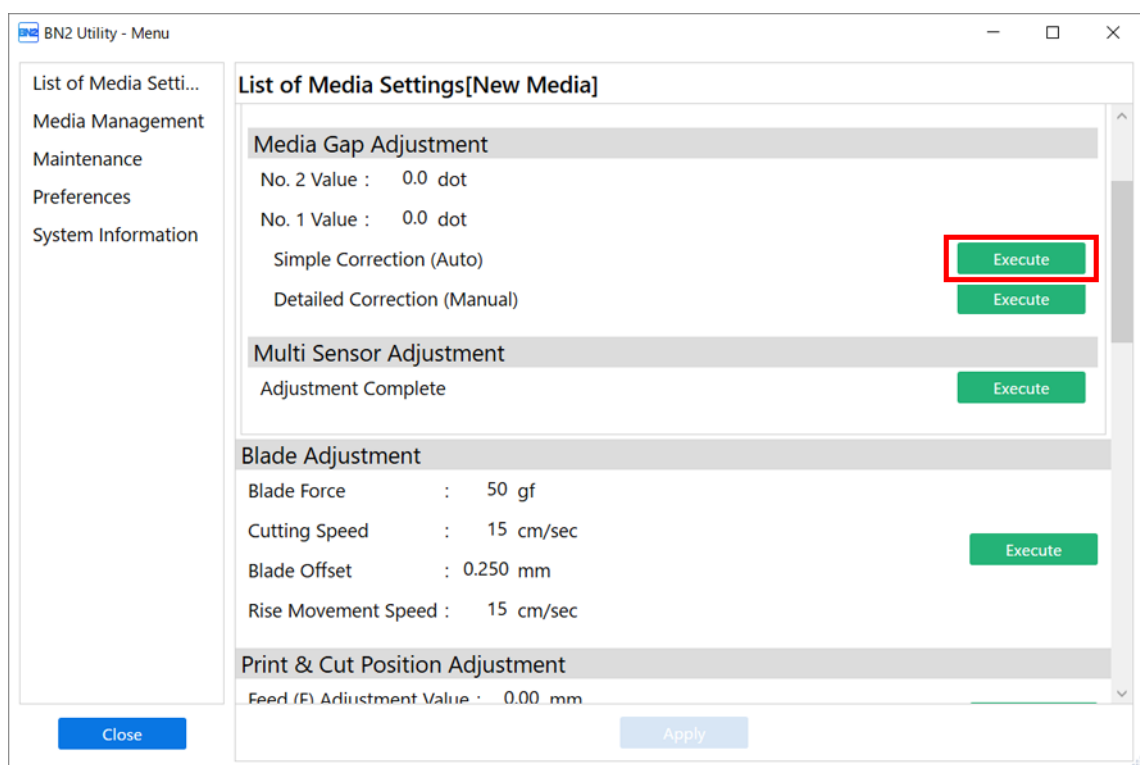 BN2 BN2 Utility - Menu
List of Media Setti...
Media Management
Maintenance
Preferences
System Information
Close
List of Media Settings[New Media]
Media Gap Adjustment
No. 2 Value : 0.0 dot
No. 1 Value : 0.0 dot
Simple Correction (Auto) Execute
Detailed Correction (Manual) Execute
Multi Sensor Adjustment
Adjustment Complete Execute
Blade Adjustment
Blade Force : 50 gf
Cutting Speed : 15 cm/sec
Execute
Blade Offset : 0.250 mm
Rise Movement Speed : 15 cm/sec
Print & Cut Position Adjustment
Feed (F) Adjustment Value : 0.00 mm
Apply